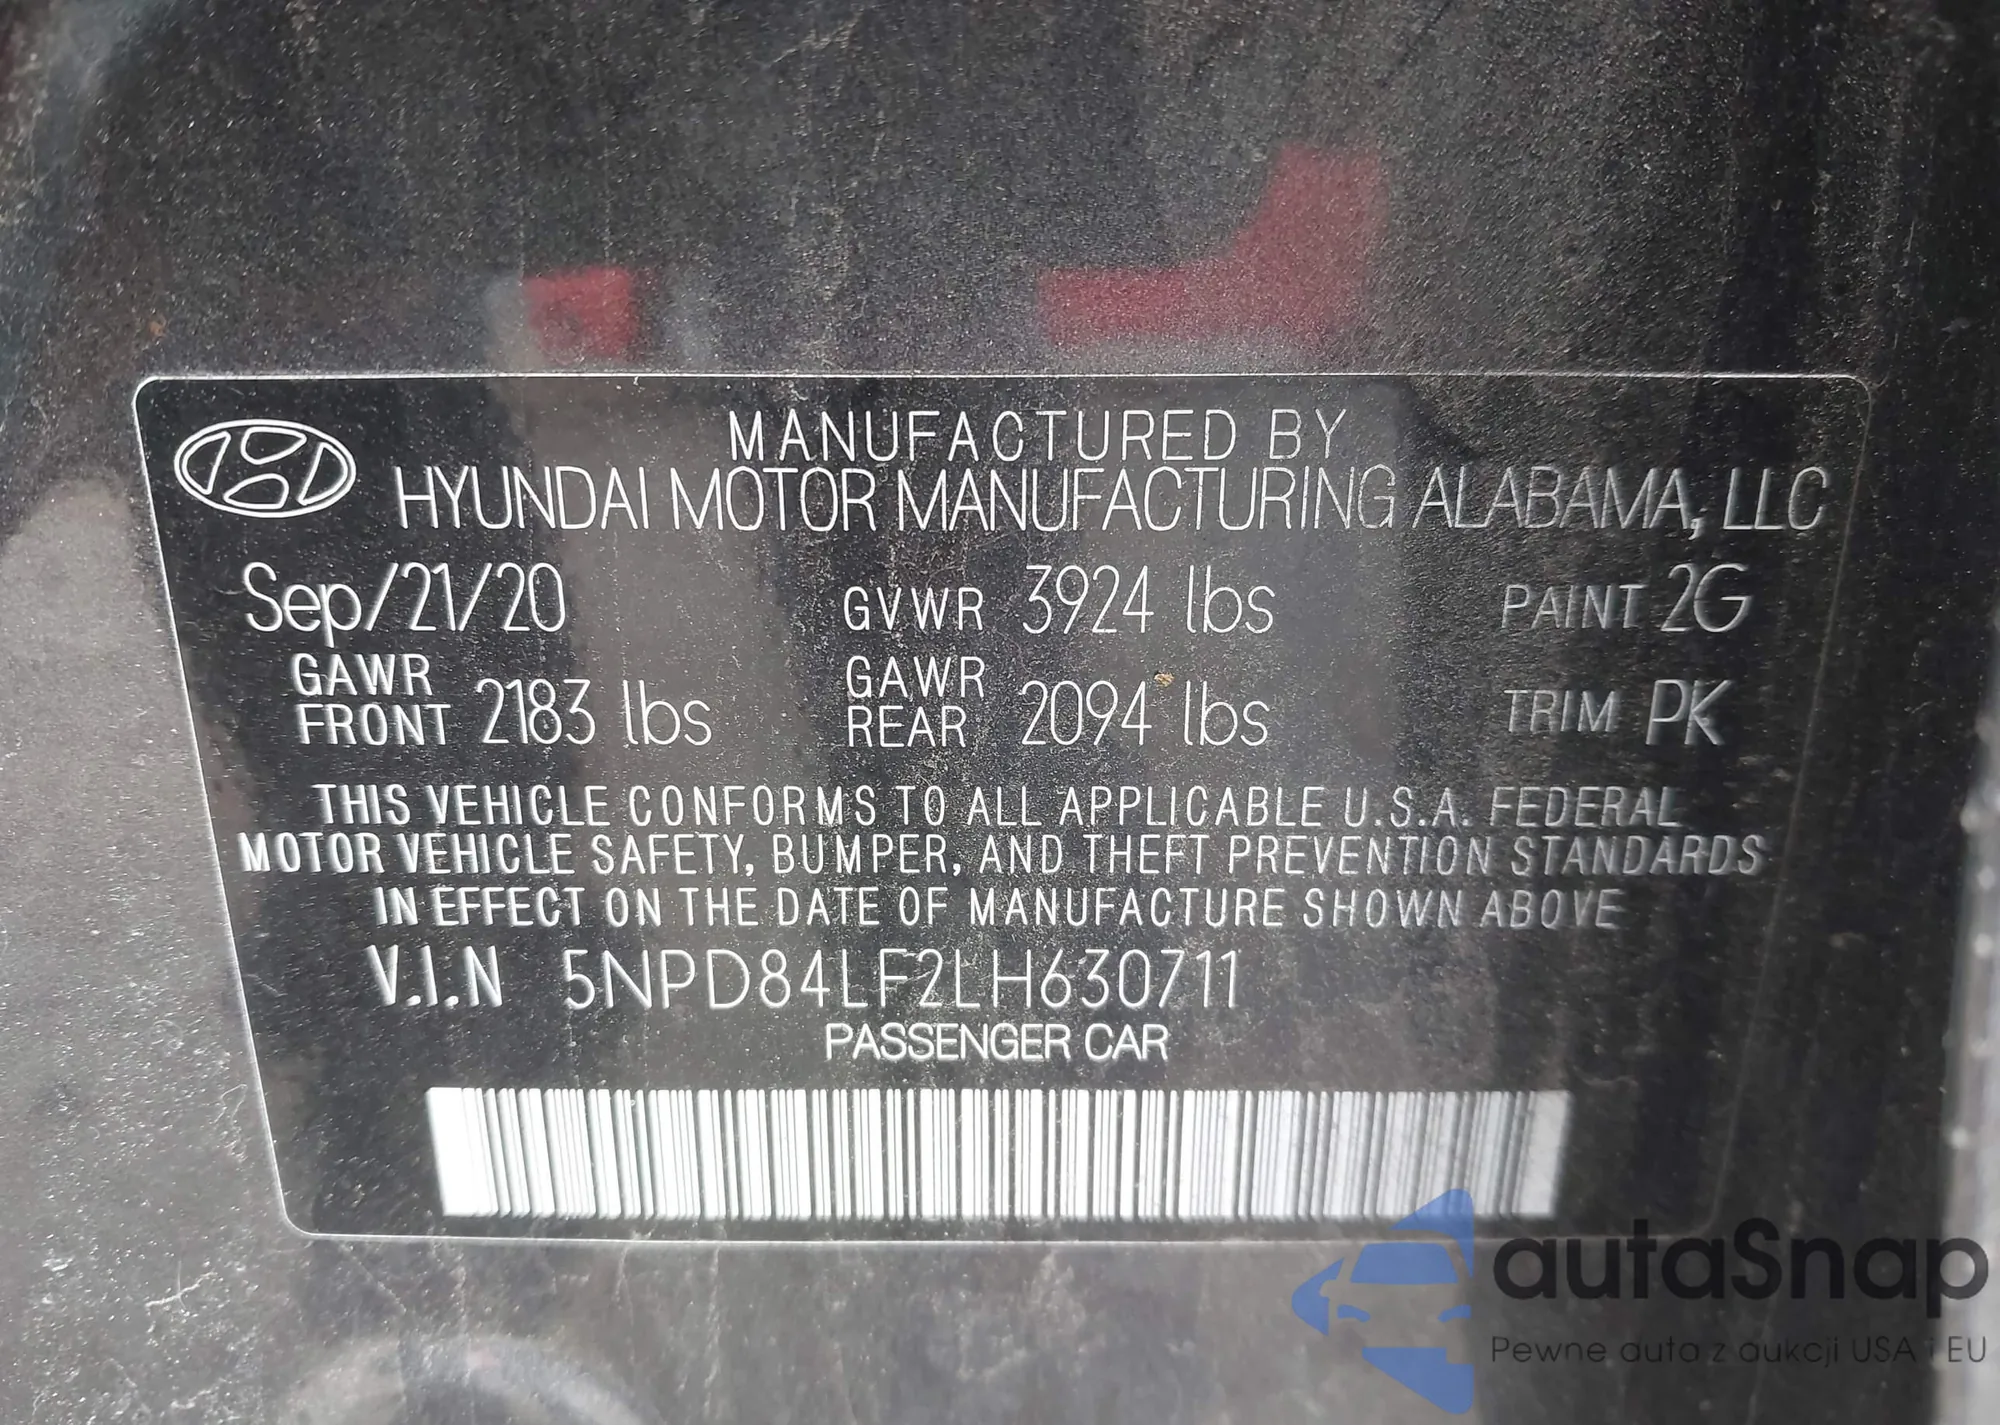 MANUFACTURED BY
HYUNDAI MOTOR MANUFACTURING ALABAMA, LLC
Sep/21/20 GVWR 3924 lbs PAINT 2G
GAWR FRONT 2183 lbs GAWR REAR 2094 lbs TRIM PK
THIS VEHICLE CONFORMS TO ALL APPLICABLE U.S.A. FEDERAL
MOTOR VEHICLE SAFETY, BUMPER, AND THEFT PREVENTION STANDARDS
IN EFFECT ON THE DATE OF MANUFACTURE SHOWN ABOVE
V.I.N 5NPD84LF2LH630711
PASSENGER CAR
autaSnap
Pewne auta z aukcji USA i EU